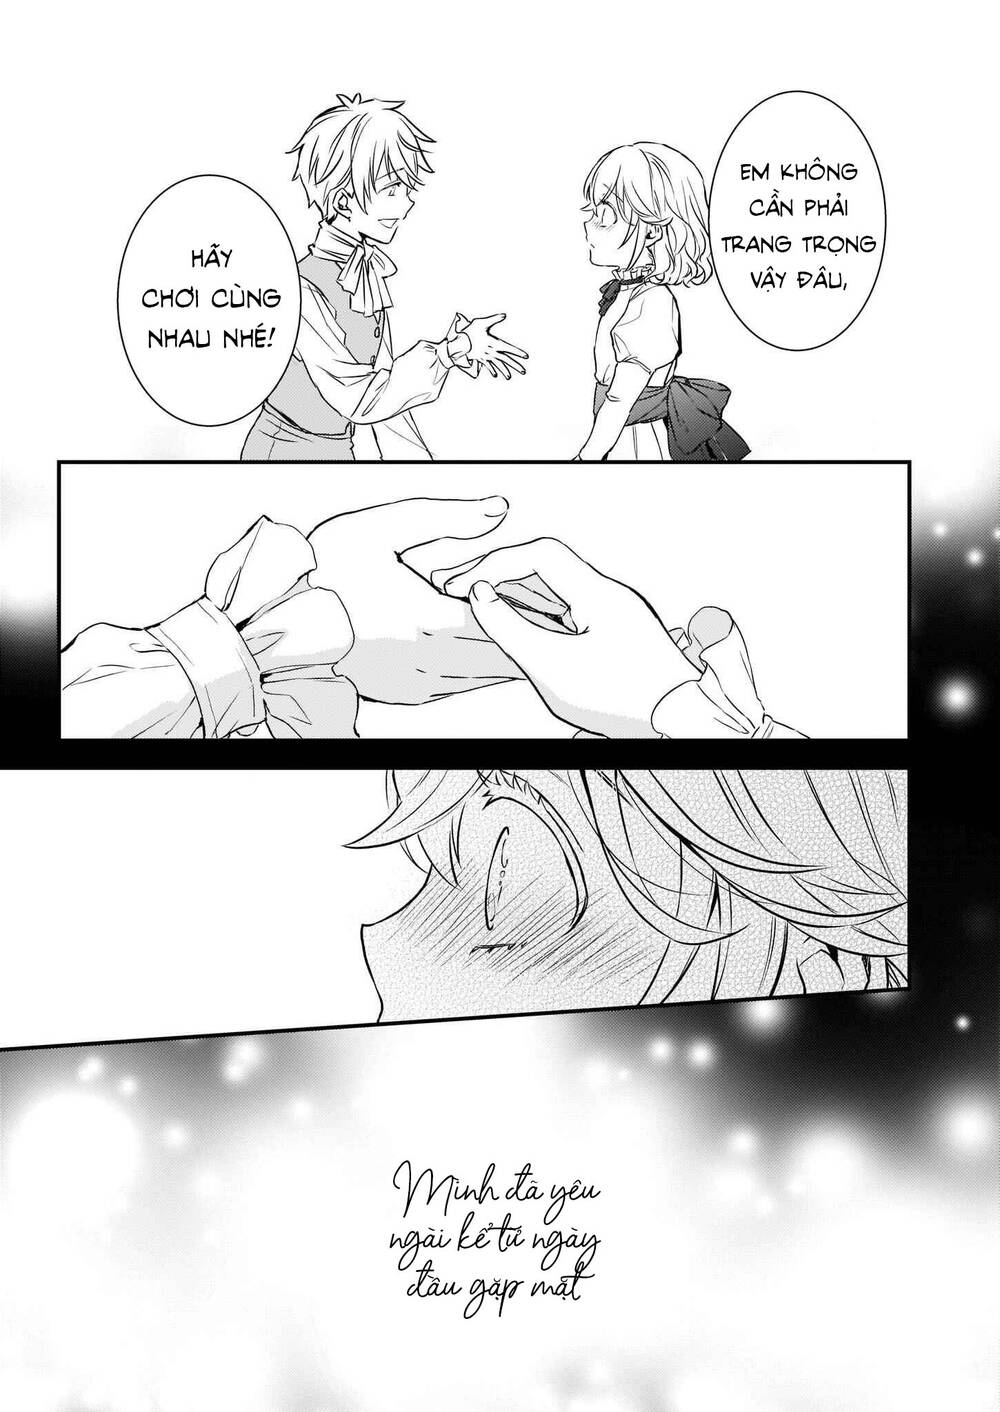 EM KHÔNG
CẦN PHẢI
TRANG TRỌNG
VẬY ĐÂU,
HÃY
CHƠI CÙNG
NHAU NHÉ!
Mình đã yêu
ngài kể từ ngày
đầu gặp mặt